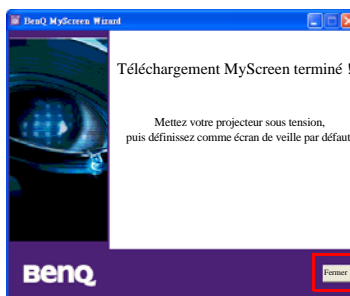 BenQ MyScreen Wizard
Téléchargement MyScreen terminé !
Mettez votre projecteur sous tension,
puis définissez comme écran de veille par défaut
BenQ
Fermer